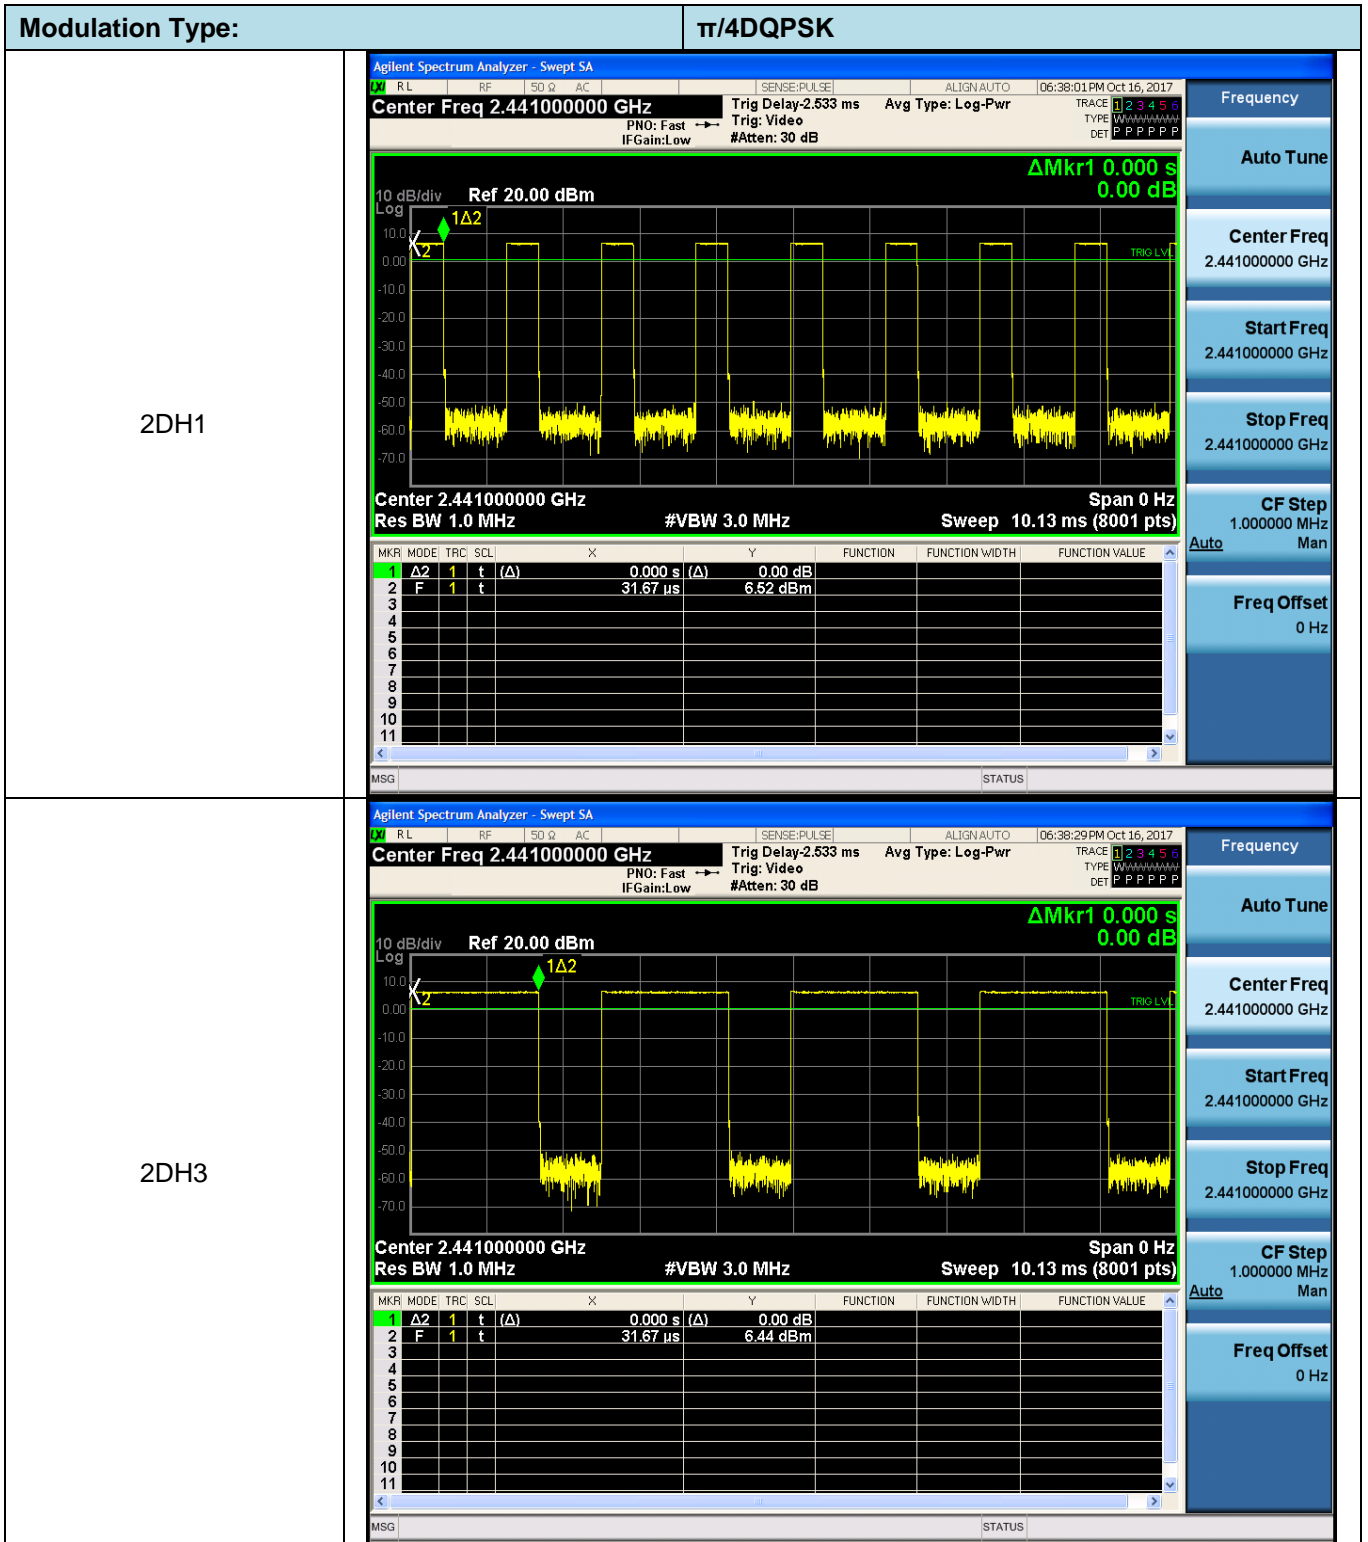 Modulation Type: π/4DQPSK
2DH1
Agilent Spectrum Analyzer - Swept SA
LXI RL RF 50 Ω AC SENSE:PULSE ALIGN AUTO 06:38:01 PM Oct 16, 2017
Center Freq 2.441000000 GHz
PNO: Fast
IFGain:Low
Trig Delay-2.533 ms
Trig: Video
#Atten: 30 dB
Avg Type: Log-Pwr
TRACE 1 2 3 4 5 6
TYPE
DET P P P P P P
ΔMkr1 0.000 s
0.00 dB
10 dB/div Ref 20.00 dBm
Log
1Δ2
2
TRIG LVL
10.0
0.00
-10.0
-20.0
-30.0
-40.0
-50.0
-60.0
-70.0
Center 2.441000000 GHz Span 0 Hz
Res BW 1.0 MHz #VBW 3.0 MHz Sweep 10.13 ms (8001 pts)
MKR MODE TRC SCL X Y FUNCTION FUNCTION WIDTH FUNCTION VALUE
1 Δ2 1 t (Δ) 0.000 s (Δ) 0.00 dB
2 F 1 t 31.67 µs 6.52 dBm
3
4
5
6
7
8
9
10
11
MSG STATUS
Frequency
Auto Tune
Center Freq
2.441000000 GHz
Start Freq
2.441000000 GHz
Stop Freq
2.441000000 GHz
CF Step
1.000000 MHz
Auto Man
Freq Offset
0 Hz
2DH3
Agilent Spectrum Analyzer - Swept SA
LXI RL RF 50 Ω AC SENSE:PULSE ALIGN AUTO 06:38:29 PM Oct 16, 2017
Center Freq 2.441000000 GHz
PNO: Fast
IFGain:Low
Trig Delay-2.533 ms
Trig: Video
#Atten: 30 dB
Avg Type: Log-Pwr
TRACE 1 2 3 4 5 6
TYPE
DET P P P P P P
ΔMkr1 0.000 s
0.00 dB
10 dB/div Ref 20.00 dBm
Log
1Δ2
2
TRIG LVL
10.0
0.00
-10.0
-20.0
-30.0
-40.0
-50.0
-60.0
-70.0
Center 2.441000000 GHz Span 0 Hz
Res BW 1.0 MHz #VBW 3.0 MHz Sweep 10.13 ms (8001 pts)
MKR MODE TRC SCL X Y FUNCTION FUNCTION WIDTH FUNCTION VALUE
1 Δ2 1 t (Δ) 0.000 s (Δ) 0.00 dB
2 F 1 t 31.67 µs 6.44 dBm
3
4
5
6
7
8
9
10
11
MSG STATUS
Frequency
Auto Tune
Center Freq
2.441000000 GHz
Start Freq
2.441000000 GHz
Stop Freq
2.441000000 GHz
CF Step
1.000000 MHz
Auto Man
Freq Offset
0 Hz